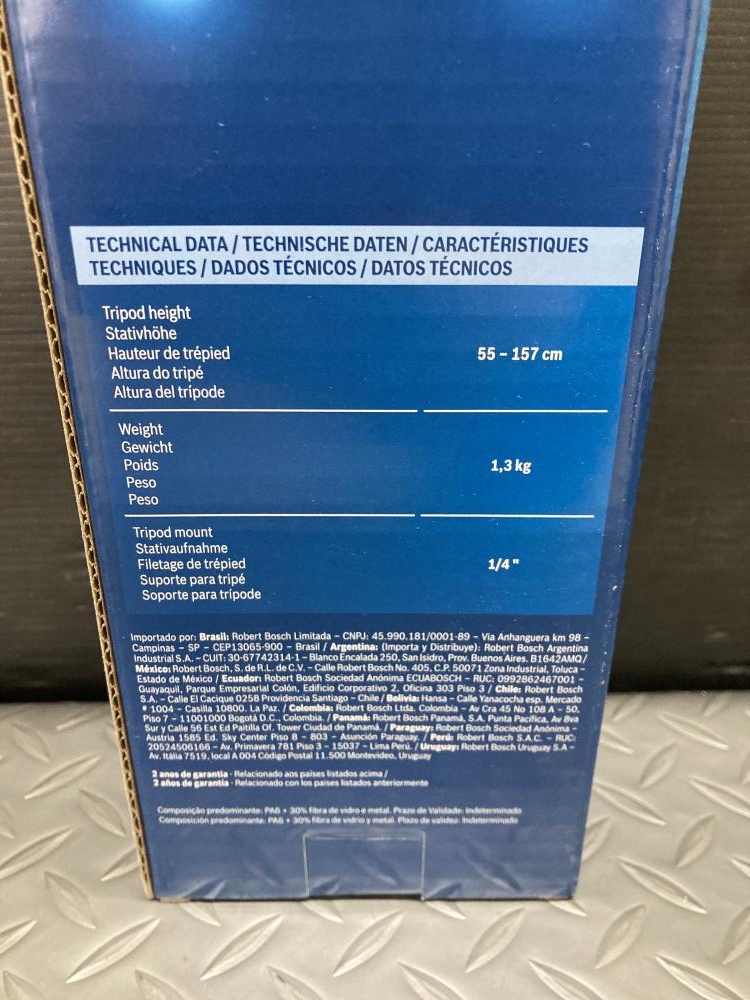 TECHNICAL DATA / TECHNISCHE DATEN / CARACTÉRISTIQUES
TECHNIQUES / DADOS TÉCNICOS / DATOS TÉCNICOS
Tripod height
Stativhöhe
Hauteur de trépied
Altura do tripé
Altura del trípode
55 – 157 cm
Weight
Gewicht
Poids
Peso
Peso
1,3 kg
Tripod mount
Stativaufnahme
Filetage de trépied
Suporte para tripé
Soporte para trípode
1/4 "
Importado por: Brasil: Robert Bosch Limitada – CNPJ: 45.990.181/0001-89 – Via Anhanguera km 98 –
Campinas – SP – CEP13065-900 – Brasil / Argentina: (Importa y Distribuye): Robert Bosch Argentina
Industrial S.A. – CUIT: 30-67742314-1 – Blanco Encalada 250, San Isidro, Prov. Buenos Aires. B1642AMQ /
México: Robert Bosch, S. de R.L. de C.V. – Calle Robert Bosch No. 405, C.P. 50071 Zona Industrial, Toluca –
Estado de México / Ecuador: Robert Bosch Sociedad Anónima ECUABOSCH – RUC: 0992862467001 –
Guayaquil, Parque Empresarial Colón, Edificio Corporativo 2, Oficina 303 Piso 3 / Chile: Robert Bosch
S.A. – Calle El Cacique 0258 Providencia Santiago – Chile / Bolivia: Hansa – Calle Yanacocha esp. Mercado
# 1004 – Casilla 10800, La Paz. / Colombia: Robert Bosch Ltda. Colombia – Av Cra 45 No 108 A – 50,
Piso 7 – 11001000 Bogotá D.C., Colombia. / Panamá: Robert Bosch Panamá, S.A. Punta Pacífica, Av 8va
Sur y Calle 56 Est Ed Paitilla Of. Tower Ciudad de Panamá. / Paraguay: Robert Bosch Sociedad Anónima –
Austria 1585 Ed. Sky Center Piso 8 – 803 – Asunción Paraguay. / Perú: Robert Bosch S.A.C. – RUC:
20524506166 – Av. Primavera 781 Piso 3 – 15037 – Lima Perú. / Uruguay: Robert Bosch Uruguay S.A –
Av. Itália 7519, local A 004 Código Postal 11.500 Montevideo, Uruguay
2 anos de garantia - Relacionado aos países listados acima /
2 años de garantía - Relacionado con los países listados anteriormente
Composição predominante: PA6 + 30% fibra de vidro e metal. Prazo de Validade: Indeterminado
Composición predominante: PA6 + 30% fibra de vidrio y metal. Plazo de validez: Indeterminado